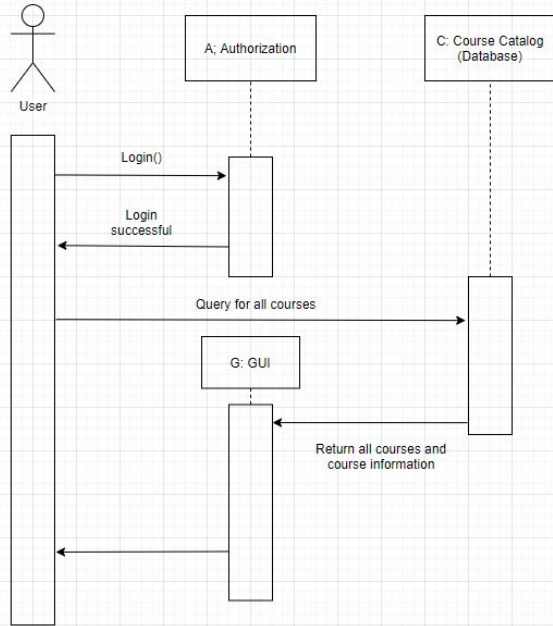 A; Authorization
C: Course Catalog
(Database)
User
Login()
Login
successful
Query for all courses
G: GUI
Return all courses and
course information